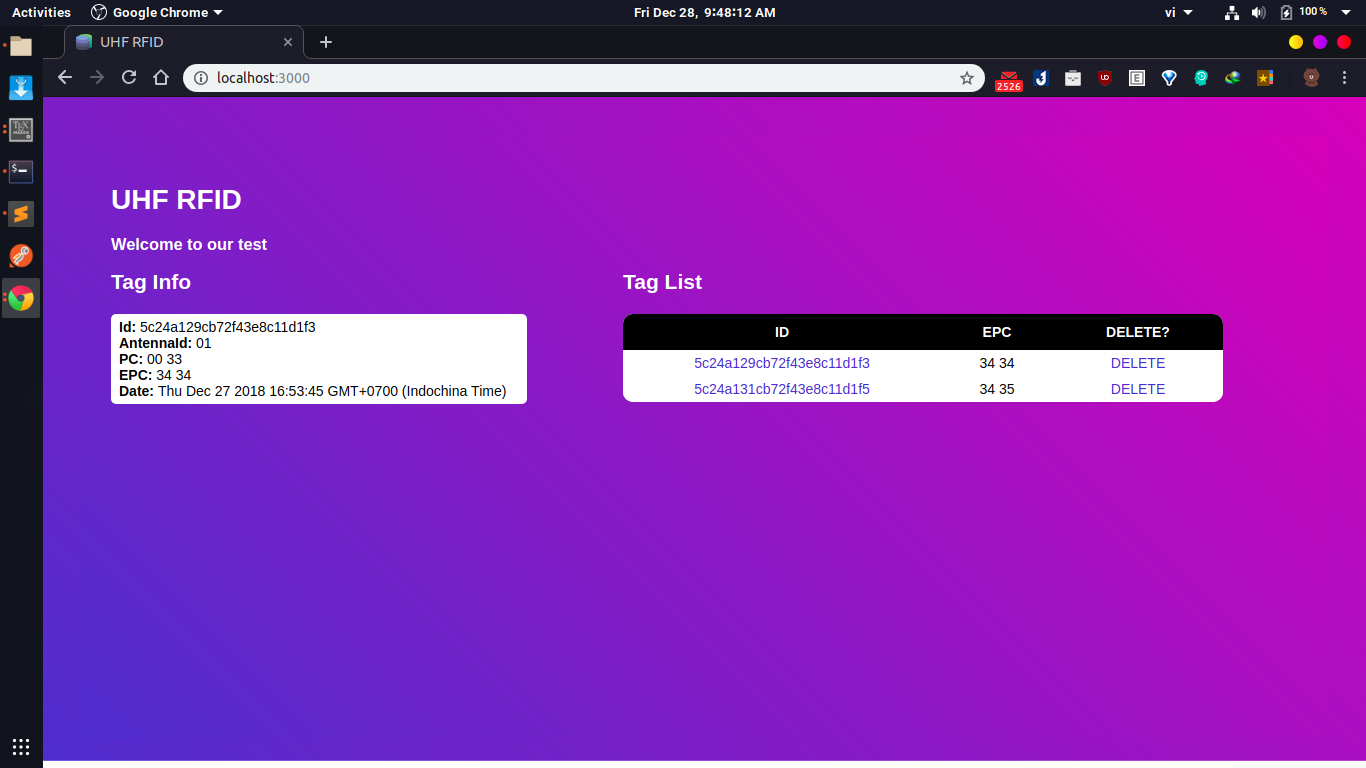 Activities Google Chrome Fri Dec 28, 9:48:12 AM vi 100 %
UHF RFID
localhost:3000
2526
UHF RFID
Welcome to our test
Tag Info
Id: 5c24a129cb72f43e8c11d1f3
AntennaId: 01
PC: 00 33
EPC: 34 34
Date: Thu Dec 27 2018 16:53:45 GMT+0700 (Indochina Time)
Tag List
ID EPC DELETE?
5c24a129cb72f43e8c11d1f3 34 34 DELETE
5c24a131cb72f43e8c11d1f5 34 35 DELETE